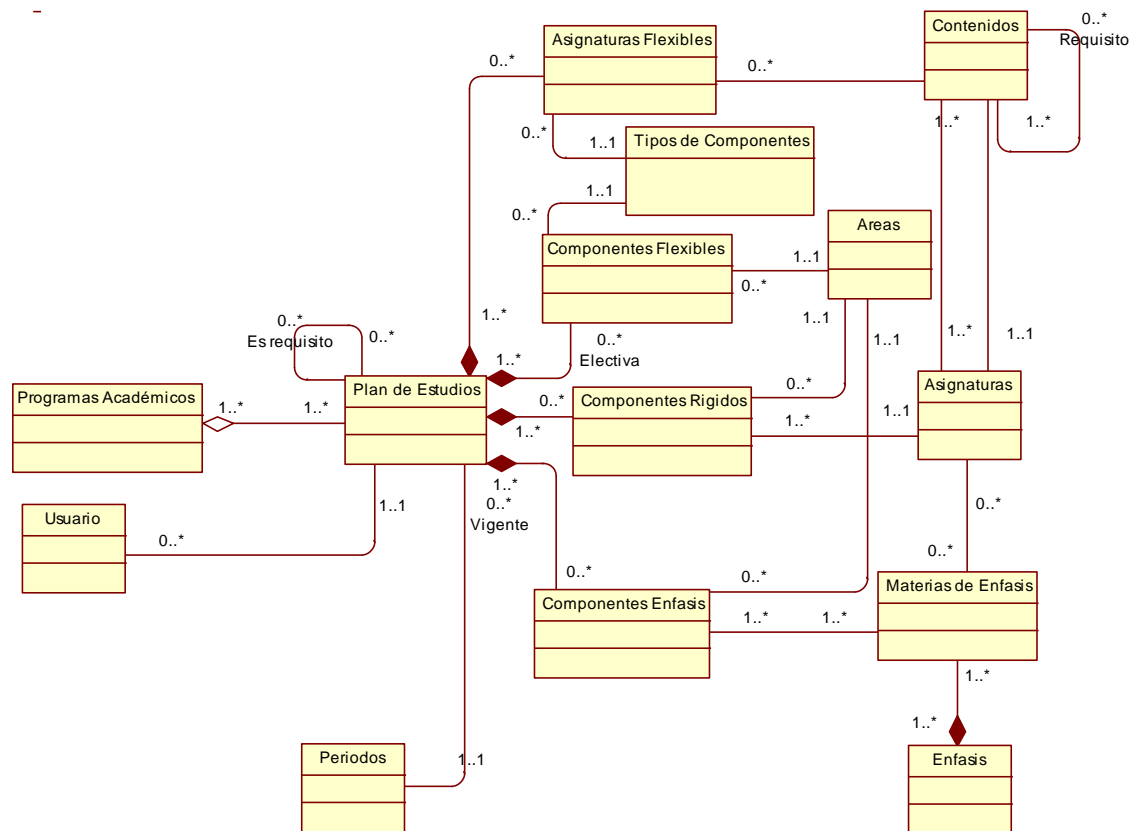 Asignaturas Flexibles
Contenidos
0..*
Requisito
0..*
0..*
0..*
1..1
1..*
1..*
Tipos de Componentes
1..1
0..*
Areas
Componentes Flexibles
1..1
0..*
0..*
Es requisito
0..*
1..*
0..*
Electiva
1..*
1..1
1..1
1..*
1..1
Programas Académicos
1..*
1..*
Plan de Estudios
0..*
1..*
Componentes Rigidos
0..*
1..*
1..1
Asignaturas
1..*
0..*
Vigente
1..1
0..*
Usuario
0..*
0..*
0..*
Componentes Enfasis
0..*
1..*
1..*
Materias de Enfasis
1..*
1..*
Periodos
1..1
Enfasis